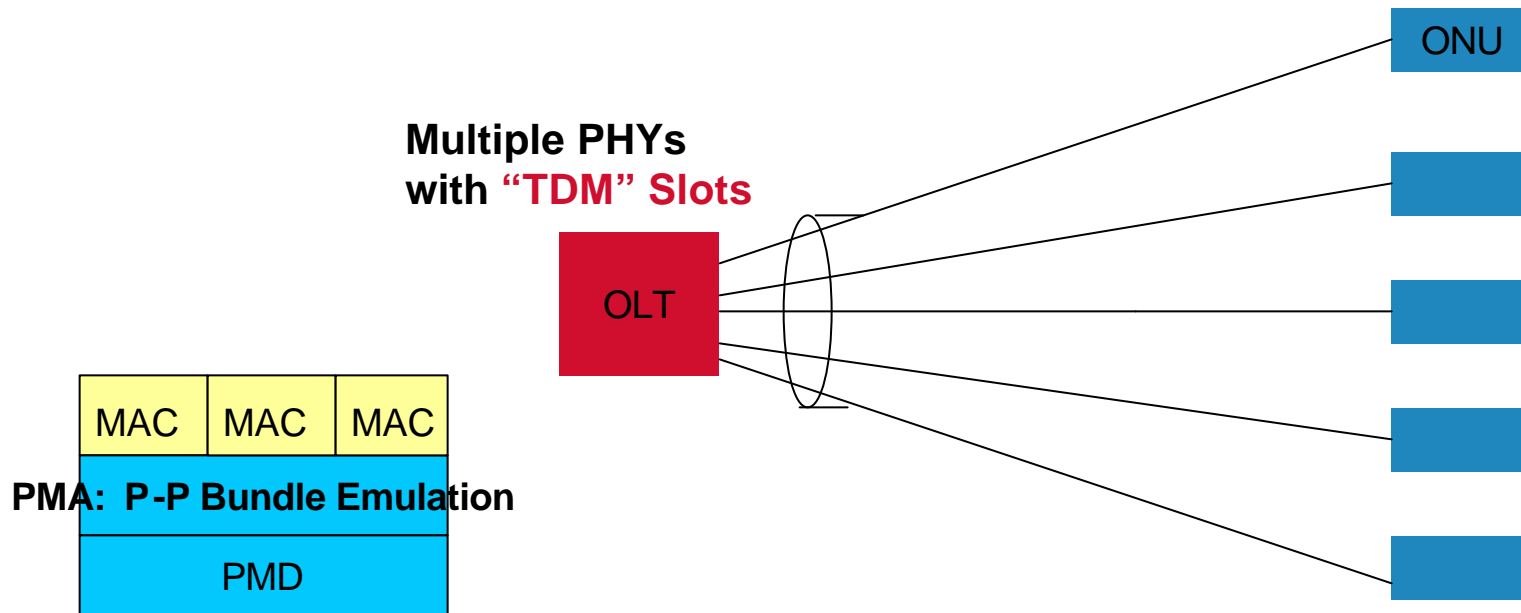 ONU
Multiple PHYs
with “TDM” Slots
OLT
MAC MAC MAC
PMA: P-P Bundle Emulation
PMD